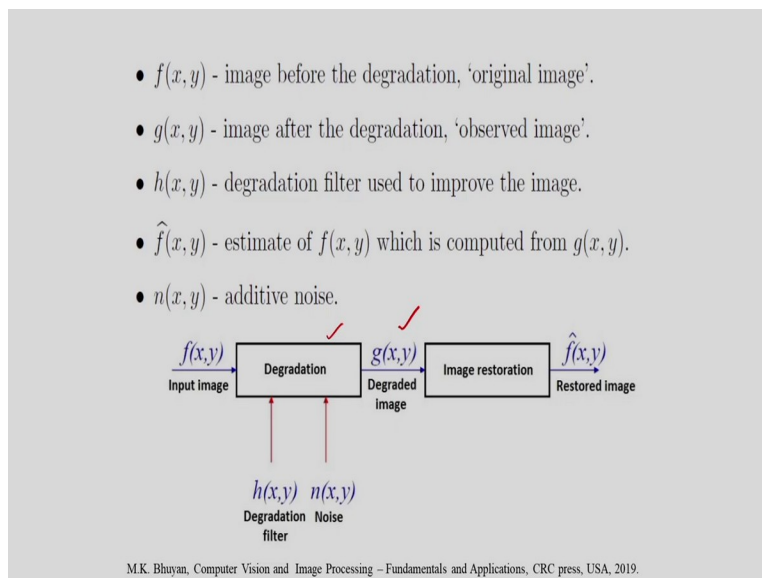 • f(x, y) - image before the degradation, ‘original image’.
• g(x, y) - image after the degradation, ‘observed image’.
• h(x, y) - degradation filter used to improve the image.
• f̂(x, y) - estimate of f(x, y) which is computed from g(x, y).
• n(x, y) - additive noise.
f(x,y) Degradation g(x,y) Image restoration f̂(x,y)
Input image Degraded Restored image
image
h(x,y) n(x,y)
Degradation Noise
filter
M.K. Bhuyan, Computer Vision and Image Processing – Fundamentals and Applications, CRC press, USA, 2019.